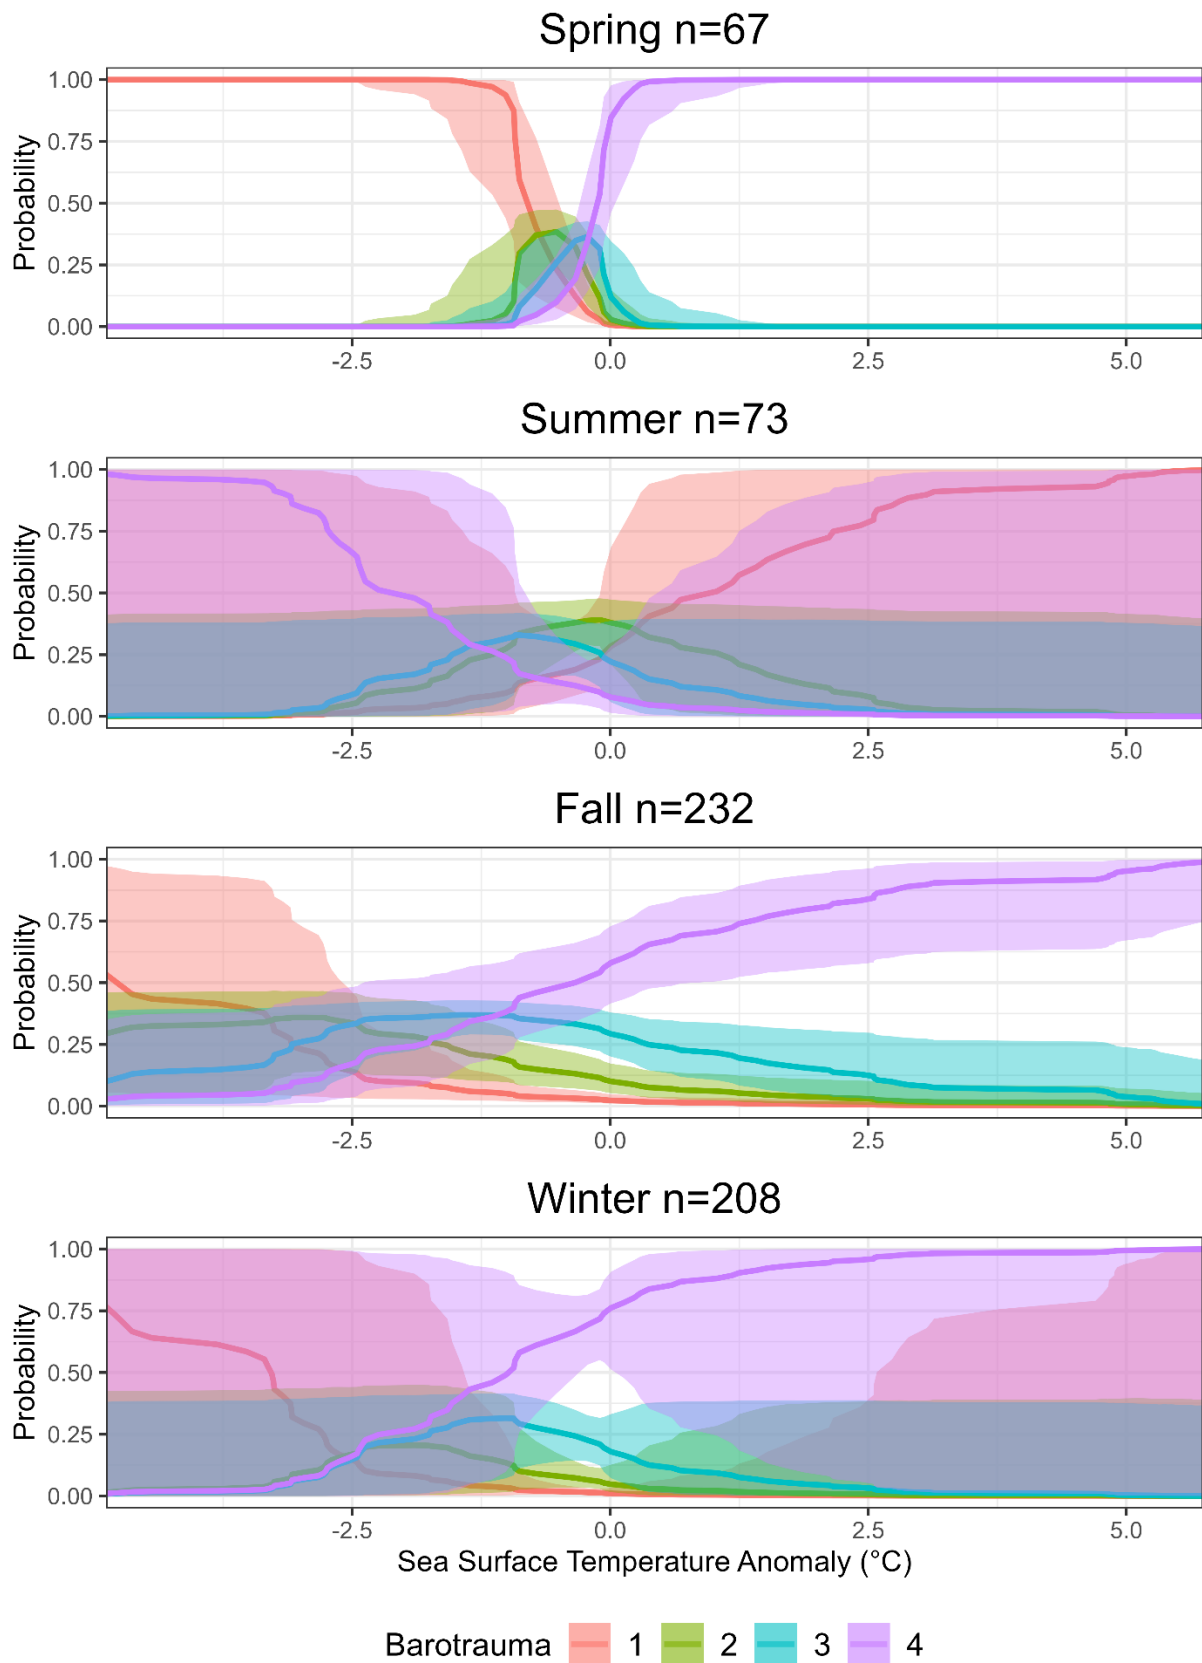 Spring n=67
Probability
1.00
0.75
0.50
0.25
0.00
-2.5 0.0 2.5 5.0
Summer n=73
Probability
1.00
0.75
0.50
0.25
0.00
-2.5 0.0 2.5 5.0
Fall n=232
Probability
1.00
0.75
0.50
0.25
0.00
-2.5 0.0 2.5 5.0
Winter n=208
Probability
1.00
0.75
0.50
0.25
0.00
-2.5 0.0 2.5 5.0
Sea Surface Temperature Anomaly (°C)
Barotrauma 1 2 3 4